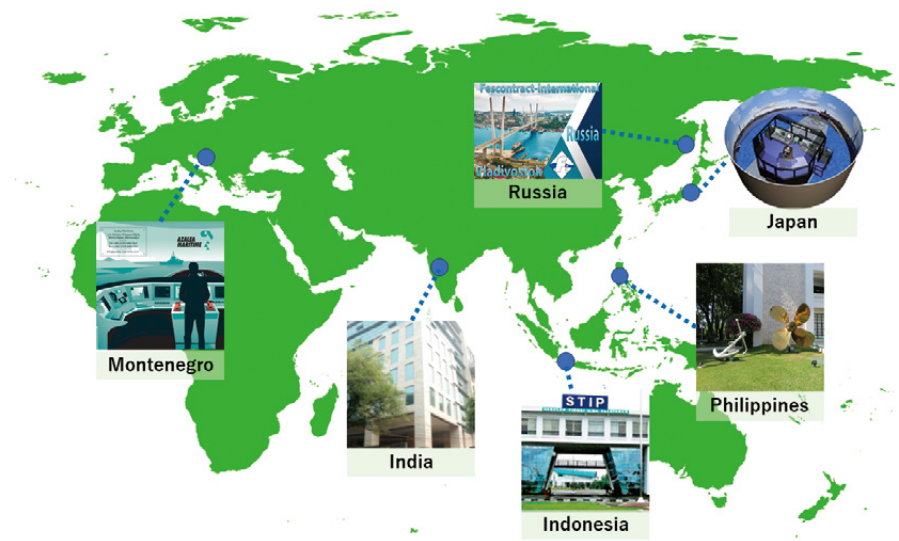 Fescontract-International
Russia
Vladivostok
Russia
Japan
AZALEA
MARITIME
Montenegro
India
STIP
Indonesia
Philippines